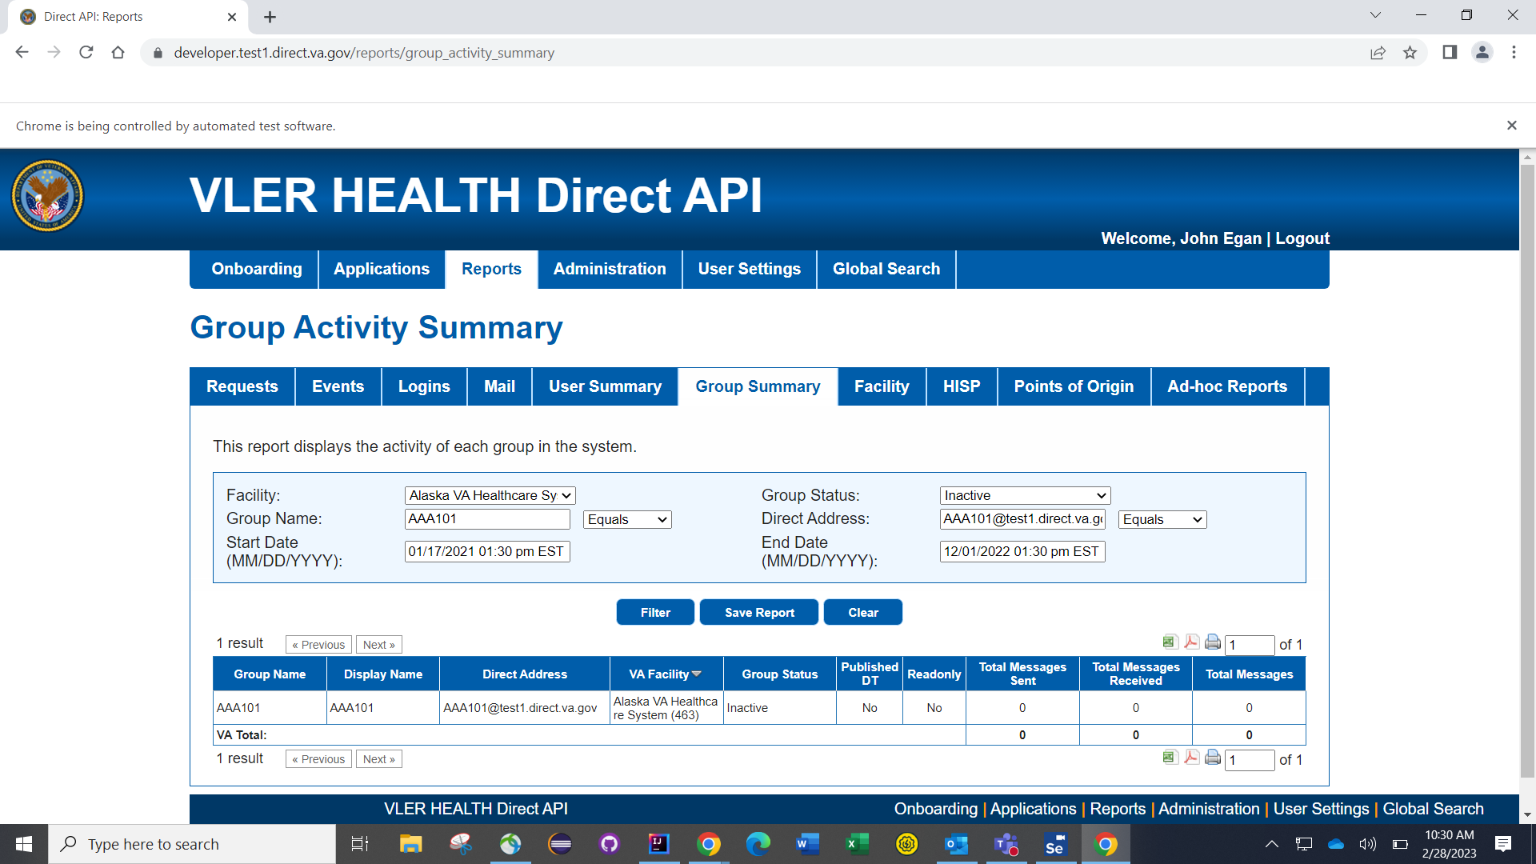 Direct API: Reports
developer.test1.direct.va.gov/reports/group_activity_summary
Chrome is being controlled by automated test software.
VLER HEALTH Direct API
Welcome, John Egan | Logout
Onboarding Applications Reports Administration User Settings Global Search
Group Activity Summary
Requests Events Logins Mail User Summary Group Summary Facility HISP Points of Origin Ad-hoc Reports
This report displays the activity of each group in the system.
Facility: Alaska VA Healthcare Sy Group Status: Inactive
Group Name: AAA101 Equals Direct Address: AAA101@test1.direct.va.go Equals
Start Date (MM/DD/YYYY): 01/17/2021 01:30 pm EST End Date (MM/DD/YYYY): 12/01/2022 01:30 pm EST
Filter Save Report Clear
1 result « Previous Next » 1 of 1
Group Name Display Name Direct Address VA Facility Group Status Published DT Readonly Total Messages Sent Total Messages Received Total Messages
AAA101 AAA101 AAA101@test1.direct.va.gov Alaska VA Healthca re System (463) Inactive No No 0 0 0
VA Total: 0 0 0
1 result « Previous Next » 1 of 1
VLER HEALTH Direct API Onboarding | Applications | Reports | Administration | User Settings | Global Search
Type here to search
10:30 AM
2/28/2023